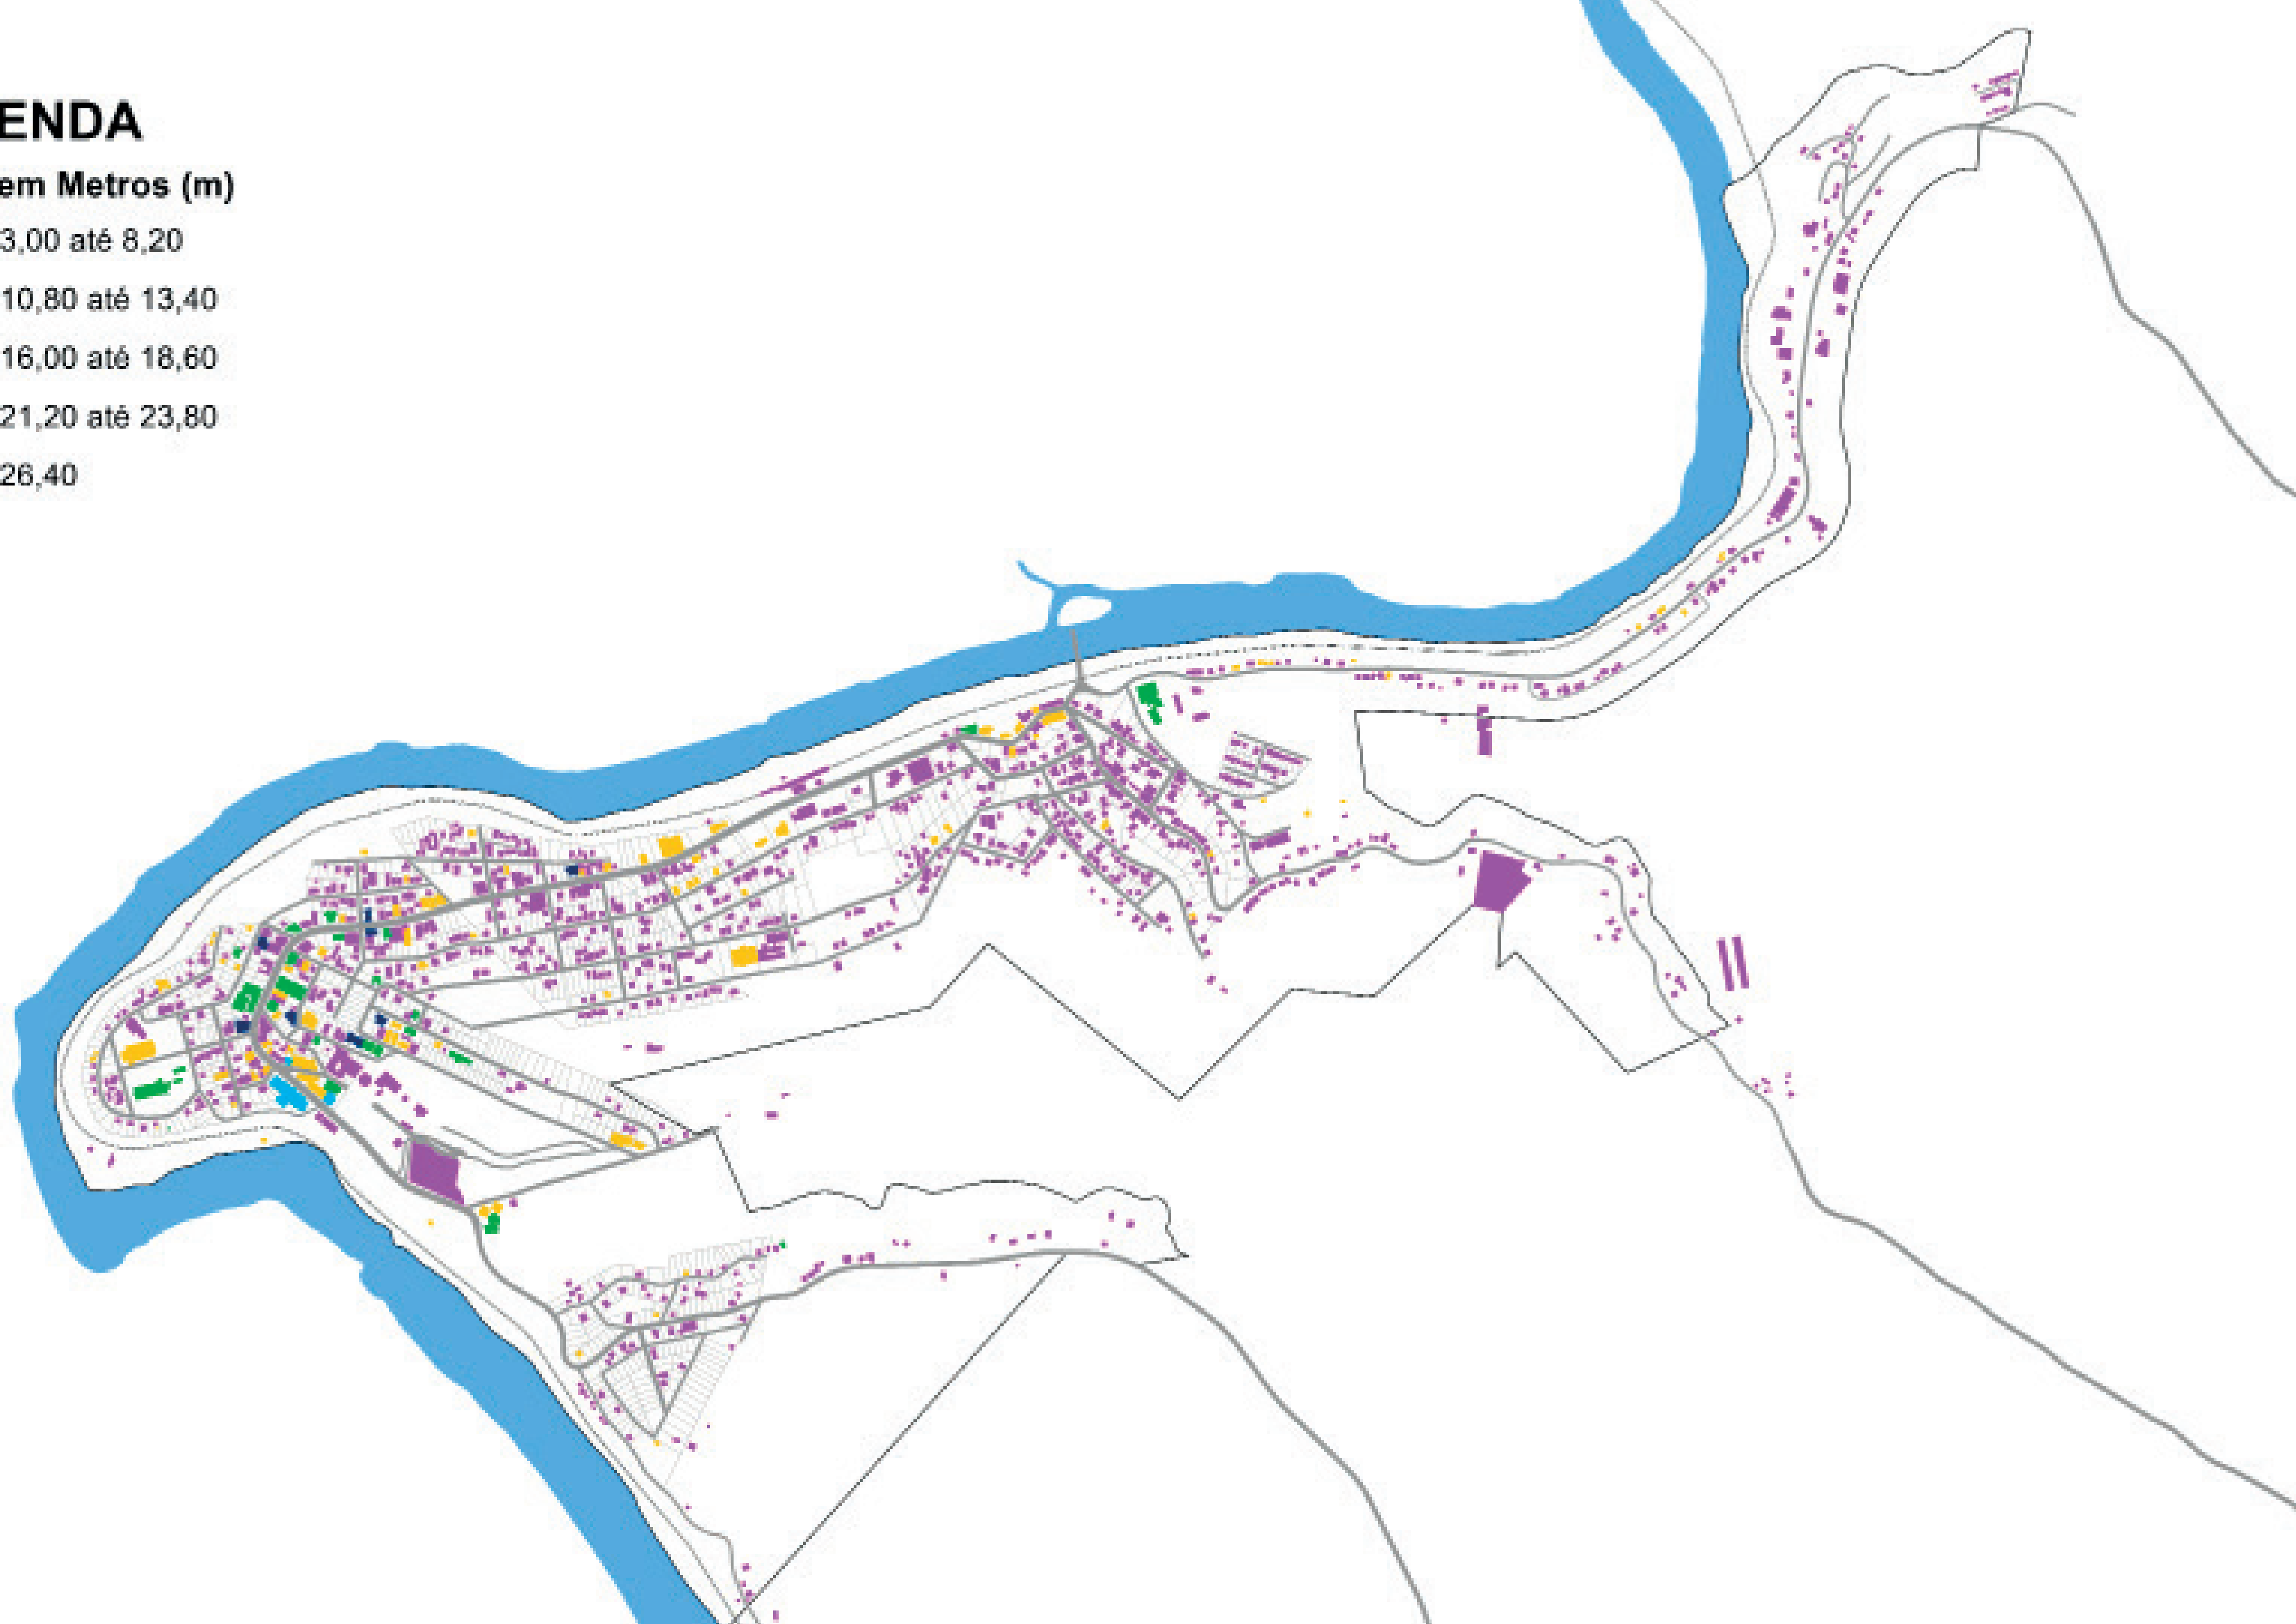 ENDA
em Metros (m)
3,00 até 8,20
10,80 até 13,40
16,00 até 18,60
21,20 até 23,80
26,40